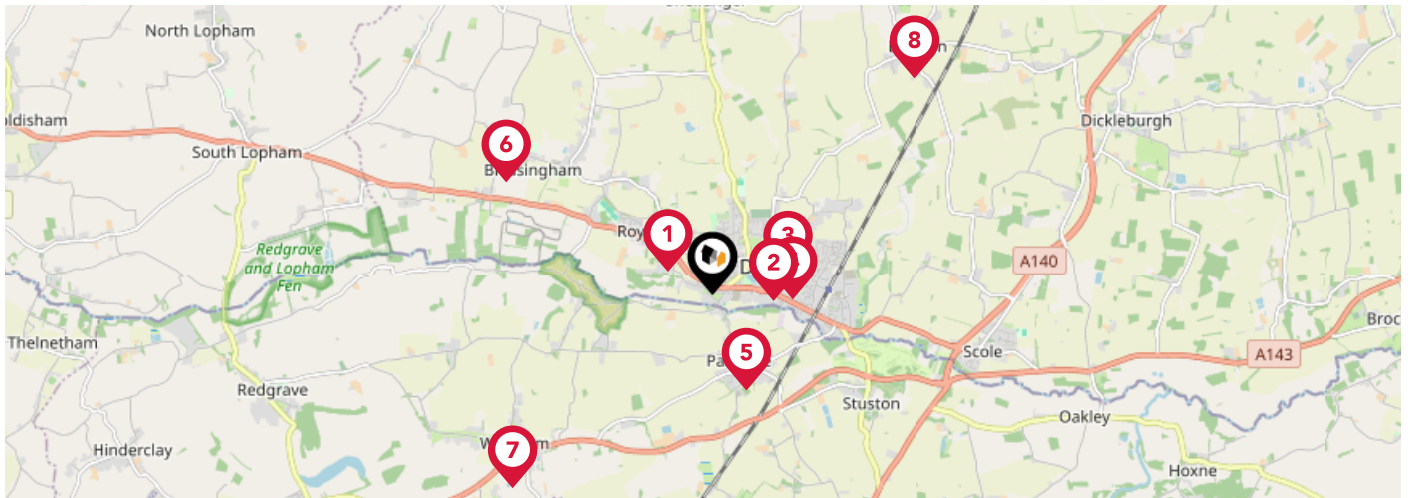 North Lopham
8
oldisham
Dickleburgh
6
South Lopham
1
3
2
Redgrave
and Lopham
Fen
A140
Thelnetham
5
Scole
A143
Redgrave
Stuston
Oakley
7
Hinderclay
Hoxne